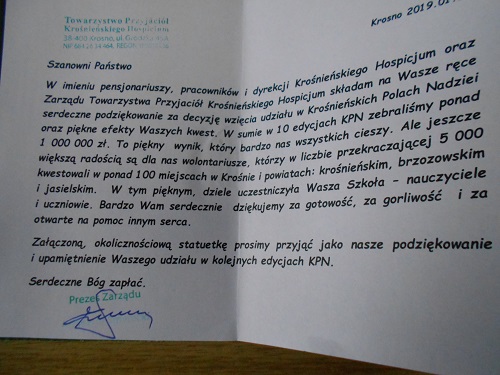 Towarzystwo Przyjaciół
Krośnieńskiego Hospicjum
38-400 Krosno, ul.
Krosno 2019.01
Szanowni Państwo
W imieniu pensjonariuszy, pracowników i dyrekcji Krośnieńskiego Hospicjum oraz
Zarządu Towarzystwa Przyjaciół Krośnieńskiego Hospicjum składam na Wasze ręce
serdeczne podziękowanie za decyzję wzięcia udziału w Krośnieńskich Polach Nadziei
oraz piękne efekty Waszych kwest. W sumie w 10 edycjach KPN zebraliśmy ponad
1 000 000 zł. To piękny wynik, który bardzo nas wszystkich cieszy. Ale jeszcze
większą radością są dla nas wolontariusze, którzy w liczbie przekraczającej 5 000
kwestowali w ponad 100 miejscach w Krośnie i powiatach: krośnieńskim, brzozowskim
i jasielskim. W tym pięknym, dziele uczestniczyła Wasza Szkoła - nauczyciele
i uczniowie. Bardzo Wam serdecznie dziękujemy za gotowość, za gorliwość i za
otwarte na pomoc innym serca.
Załączoną, okolicznościową statuetkę prosimy przyjąć jako nasze podziękowanie
i upamiętnienie Waszego udziału w kolejnych edycjach KPN.
Serdeczne Bóg zapłać.
Prezes Zarządu